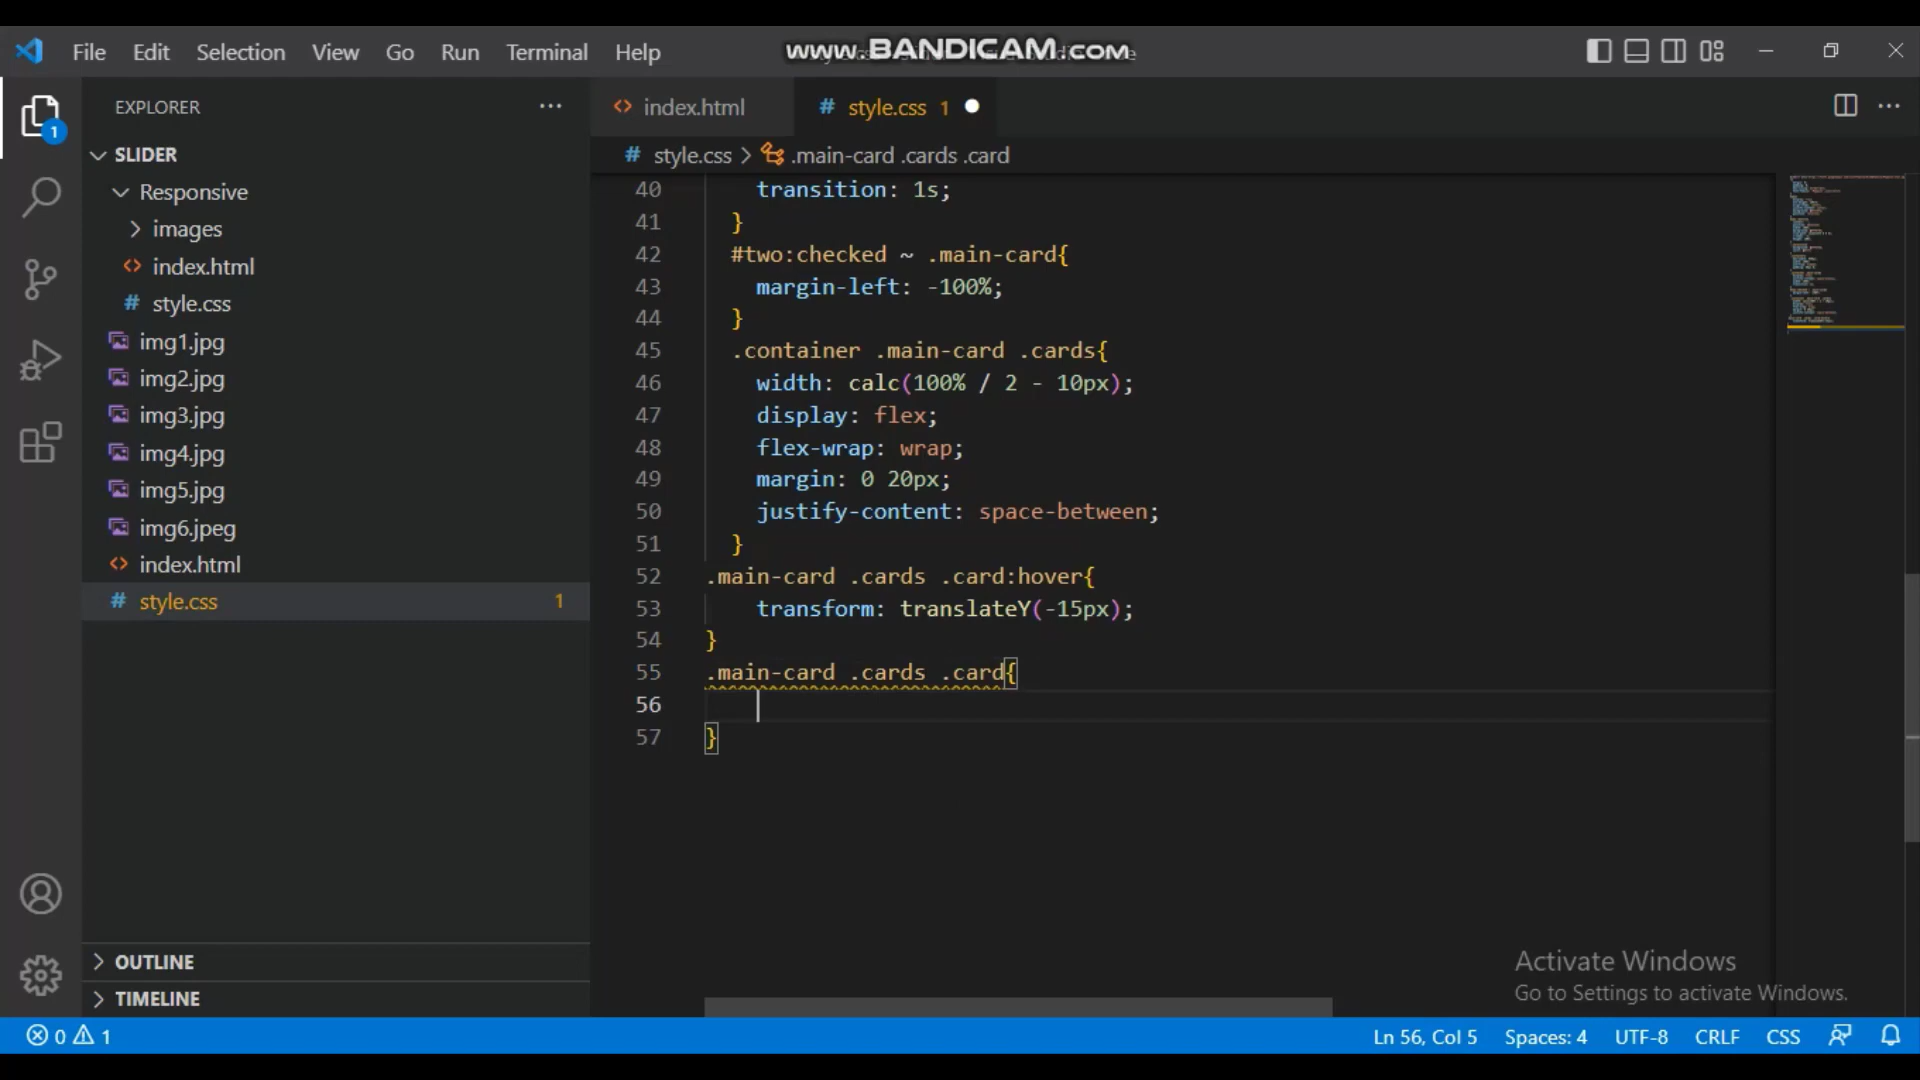 File Edit Selection View Go Run Terminal Help
www.BANDICAM.com
EXPLORER
index.html
# style.css 1
SLIDER
# style.css > .main-card .cards .card
Responsive
images
index.html
# style.css
img1.jpg
img2.jpg
img3.jpg
img4.jpg
img5.jpg
img6.jpeg
index.html
# style.css 1
40 transition: 1s;
41 }
42 #two:checked ~ .main-card{
43 margin-left: -100%;
44 }
45 .container .main-card .cards{
46 width: calc(100% / 2 - 10px);
47 display: flex;
48 flex-wrap: wrap;
49 margin: 0 20px;
50 justify-content: space-between;
51 }
52 .main-card .cards .card:hover{
53 transform: translateY(-15px);
54 }
55 .main-card .cards .card{
56
57 }
OUTLINE
TIMELINE
Activate Windows
Go to Settings to activate Windows.
0 1 Ln 56, Col 5 Spaces: 4 UTF-8 CRLF CSS